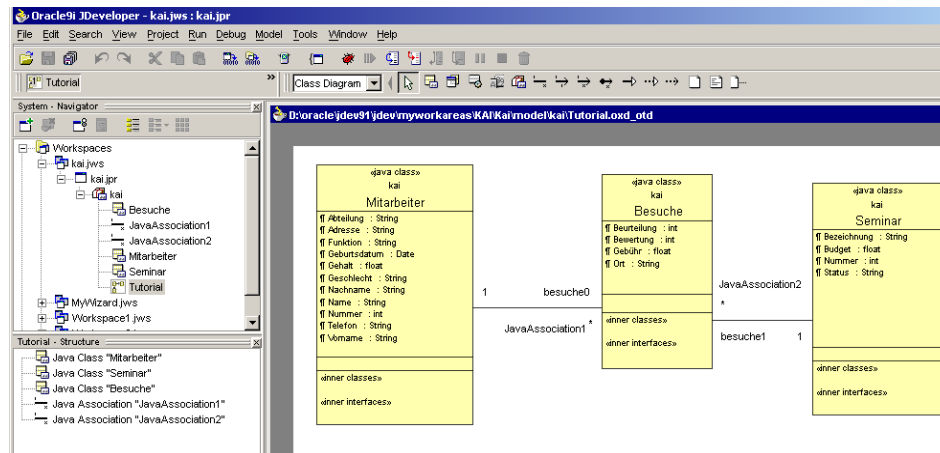 Oracle9i JDeveloper - kai.jws : kai.jpr
File Edit Search View Project Run Debug Model Tools Window Help
Tutorial
»
Class Diagram
System - Navigator
D:\oracle\jdev91\jdev\myworkareas\KAI\Kai\model\kai\Tutorial.oxd_otd
Workspaces
kai.jws
kai.jpr
kai
Besuche
JavaAssociation1
JavaAssociation2
Mitarbeiter
Seminar
Tutorial
MyWizard.jws
Workspace1.jws
Tutorial - Structure
Java Class "Mitarbeiter"
Java Class "Seminar"
Java Class "Besuche"
Java Association "JavaAssociation1"
Java Association "JavaAssociation2"
«java class»
kai
Mitarbeiter
¶ Abteilung : String
¶ Adresse : String
¶ Funktion : String
¶ Geburtsdatum : Date
¶ Gehalt : float
¶ Geschlecht : String
¶ Nachname : String
¶ Name : String
¶ Nummer : int
¶ Telefon : String
¶ Vorname : String
«inner classes»
«inner interfaces»
1
besuche0
JavaAssociation1
*
«java class»
kai
Besuche
¶ Beurteilung : int
¶ Bewertung : int
¶ Gebühr : float
¶ Ort : String
«inner classes»
«inner interfaces»
JavaAssociation2
*
besuche1
1
«java class»
kai
Seminar
¶ Bezeichnung : String
¶ Budget : float
¶ Nummer : int
¶ Status : String
«inner classes»
«inner interfaces»